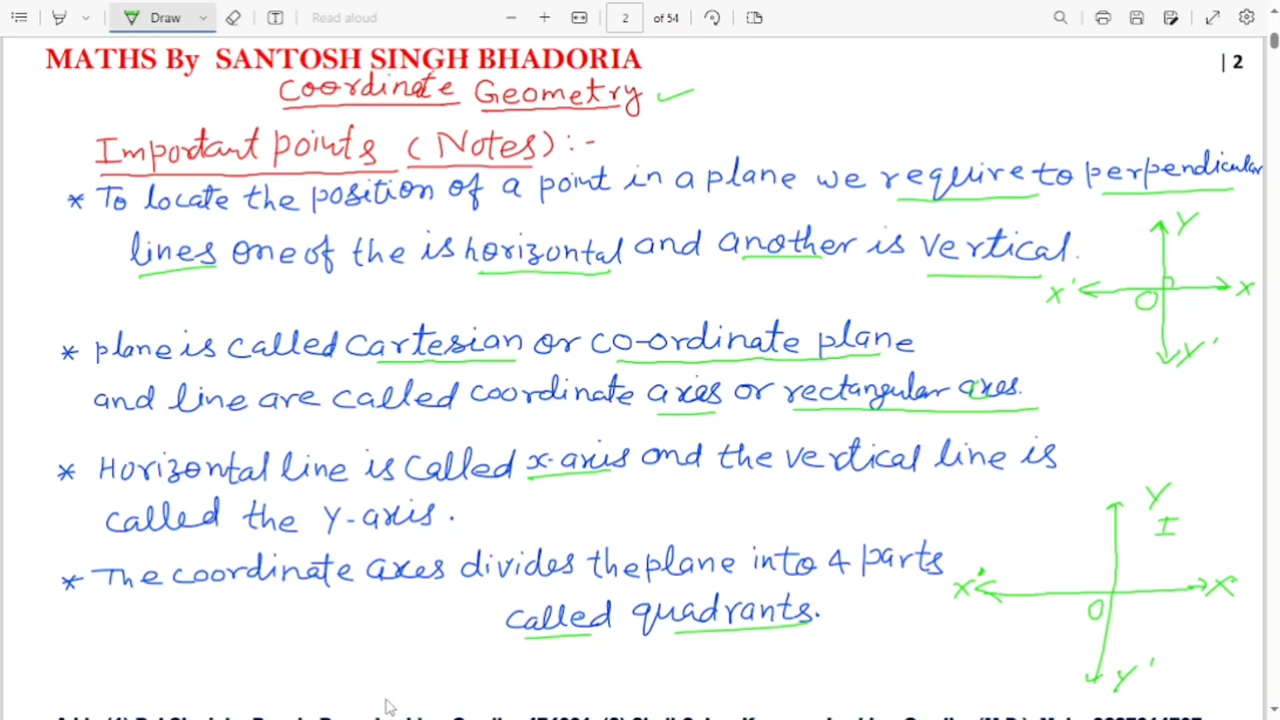 Draw
Read aloud
2
of 54
MATHS By SANTOSH SINGH BHADORIA
| 2
Coordinate Geometry
Important points (Notes) :-
* To locate the position of a point in a plane we require to perpendicular
lines one of the is horizontal and another is vertical.
Y
X' O X
Y'
* plane is called cartesian or co-ordinate plane
and line are called coordinate axis or rectangular axes.
* Horizontal line is called x-axis and the vertical line is
called the Y-axis.
Y
I
* The coordinate axes divides the plane into 4 parts
called quadrants.
X' O X
Y'